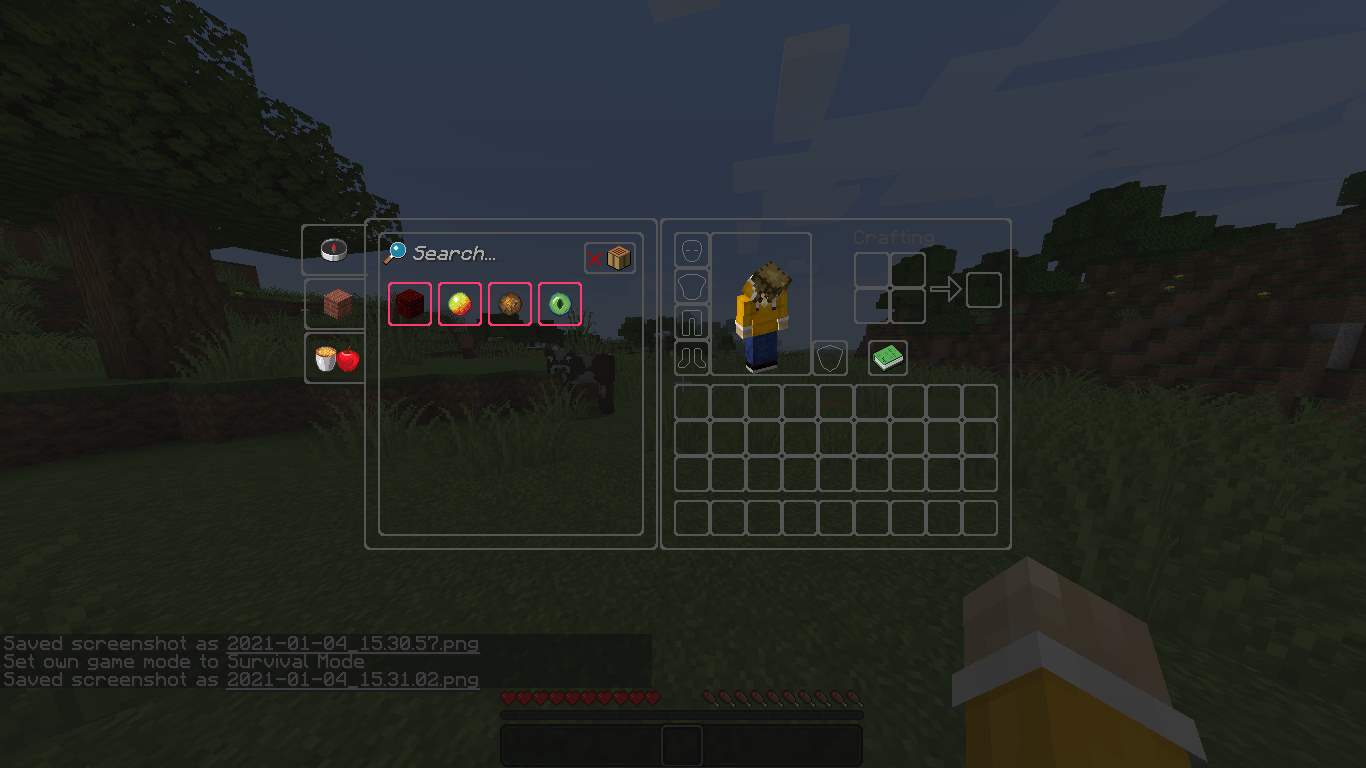 Search...
Crafting
Saved screenshot as 2021-01-04_15.30.57.png
Set own game mode to Survival Mode
Saved screenshot as 2021-01-04_15.31.02.png